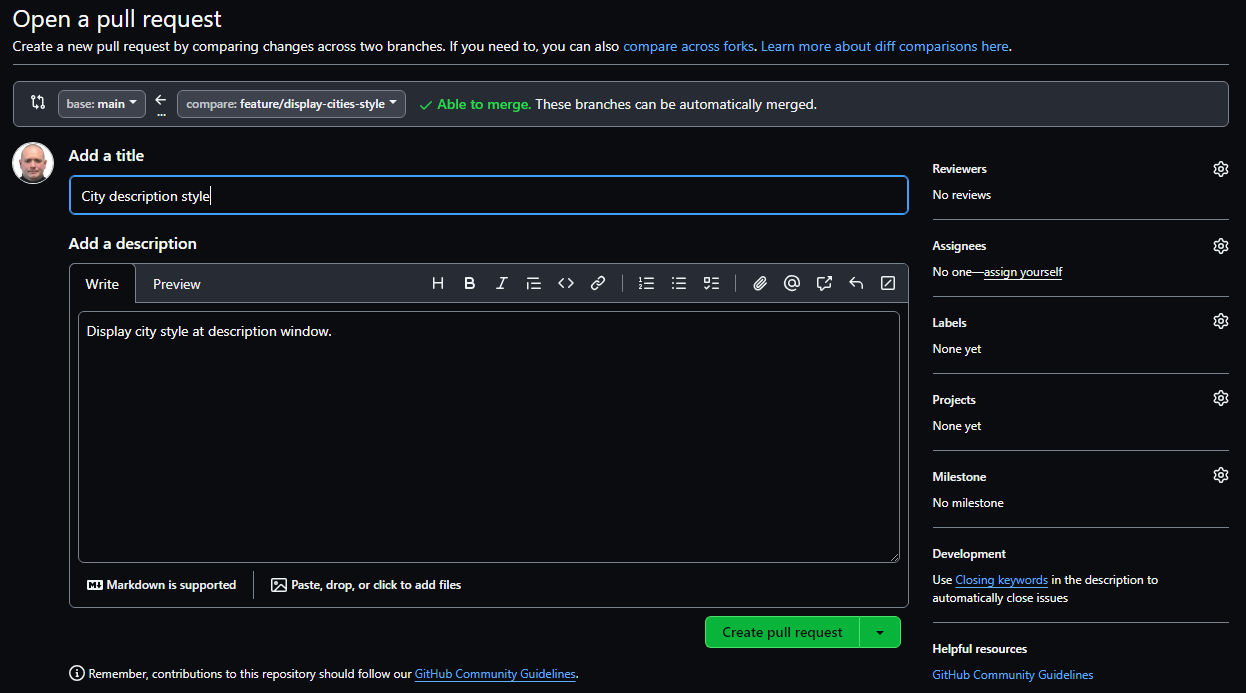 Open a pull request
Create a new pull request by comparing changes across two branches. If you need to, you can also compare across forks. Learn more about diff comparisons here.
base: main
compare: feature/display-cities-style
Able to merge. These branches can be automatically merged.
Add a title
City description style
Add a description
Write
Preview
Display city style at description window.
Markdown is supported
Paste, drop, or click to add files
Create pull request
Remember, contributions to this repository should follow our GitHub Community Guidelines.
Reviewers
No reviews
Assignees
No one—assign yourself
Labels
None yet
Projects
None yet
Milestone
No milestone
Development
Use Closing keywords in the description to
automatically close issues
Helpful resources
GitHub Community Guidelines